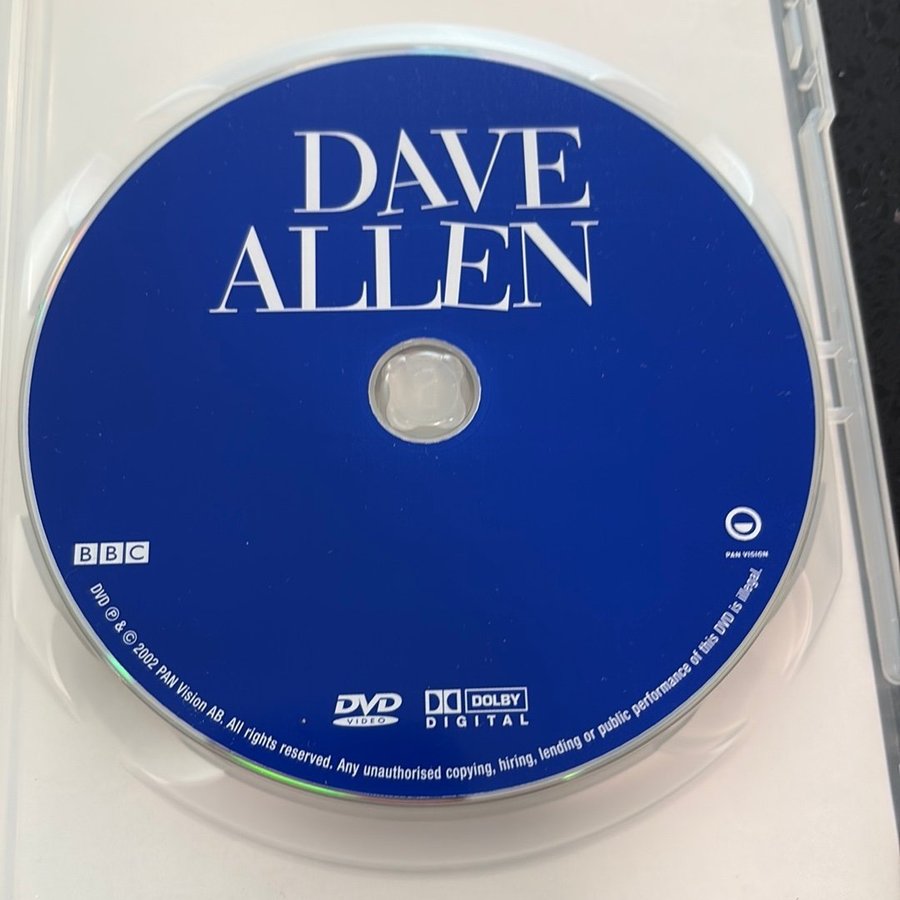 DAVE
ALLEN
BBC
PAN VISION
DVD
VIDEO
DOLBY
DIGITAL
DVD ℗ & © 2002 PAN Vision AB. All rights reserved. Any unauthorised copying, hiring, lending or public performance of this DVD is illegal.